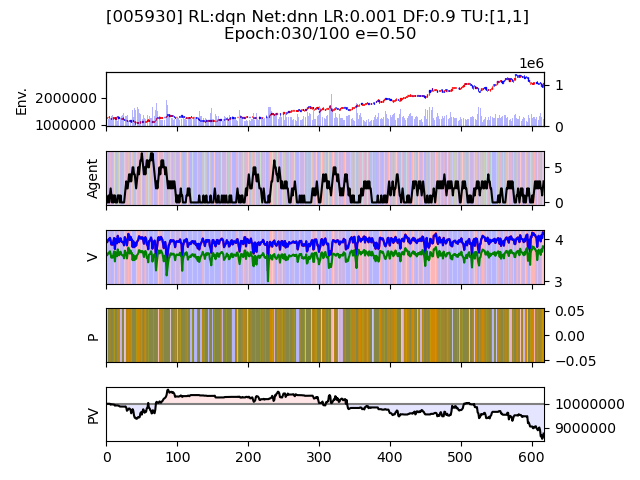 [005930] RL:dqn Net:dnn LR:0.001 DF:0.9 TU:[1,1]
Epoch:030/100 e=0.50
1e6
Env.
2000000
1000000
1
0
Agent
5
0
V
4
3
P
0.05
0.00
−0.05
PV
10000000
9000000
0 100 200 300 400 500 600